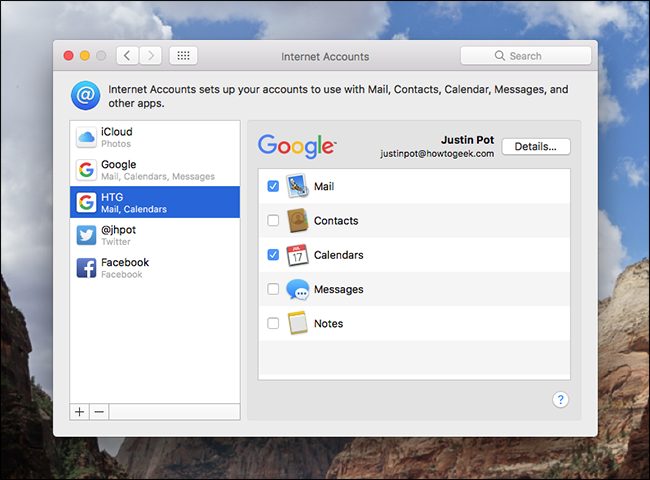 Internet Accounts
Search
@
Internet Accounts sets up your accounts to use with Mail, Contacts, Calendar, Messages, and
other apps.
iCloud
Photos
Google
Mail, Calendars, Messages
HTG
Mail, Calendars
@jhpot
Twitter
Facebook
Facebook
Google™
Justin Pot
justinpot@howtogeek.com
Details...
Mail
Contacts
JUL
17
Calendars
Messages
Notes
+ −
?